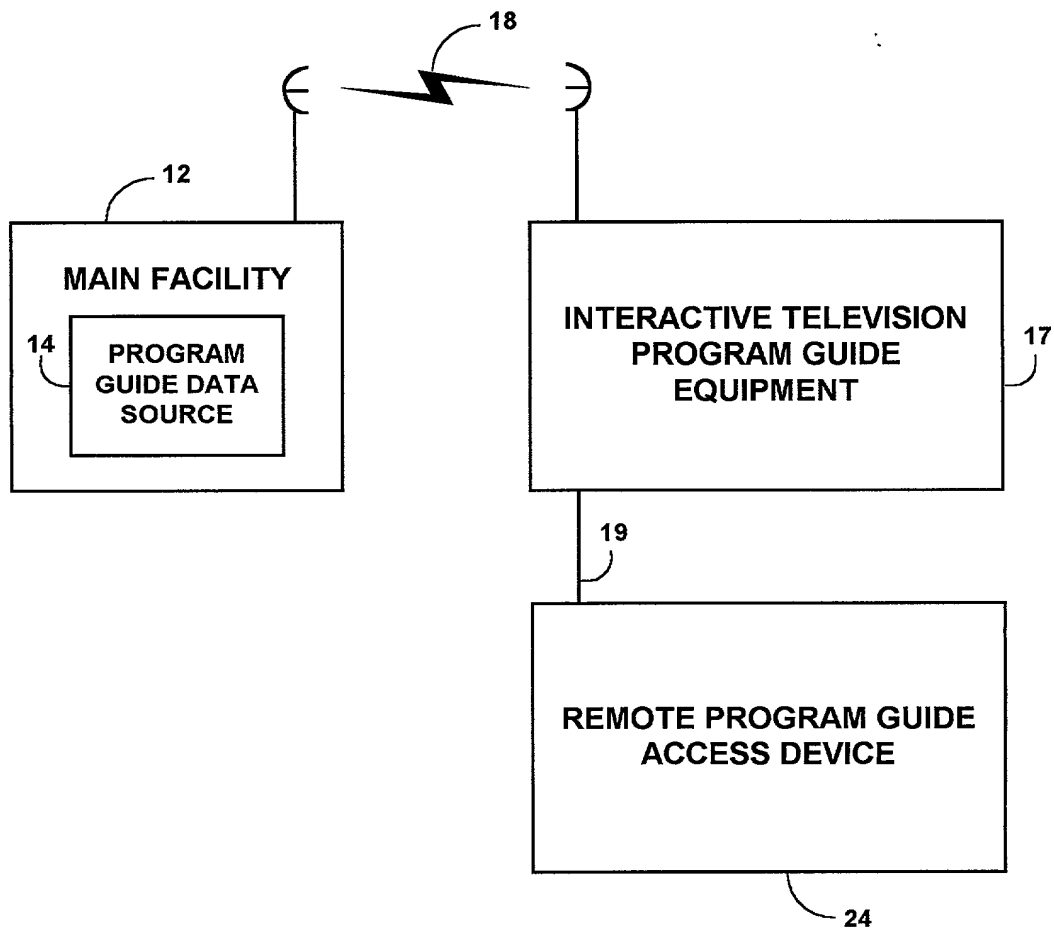 18
12
MAIN FACILITY
14
PROGRAM
GUIDE DATA
SOURCE
INTERACTIVE TELEVISION
PROGRAM GUIDE
EQUIPMENT
17
19
REMOTE PROGRAM GUIDE
ACCESS DEVICE
24